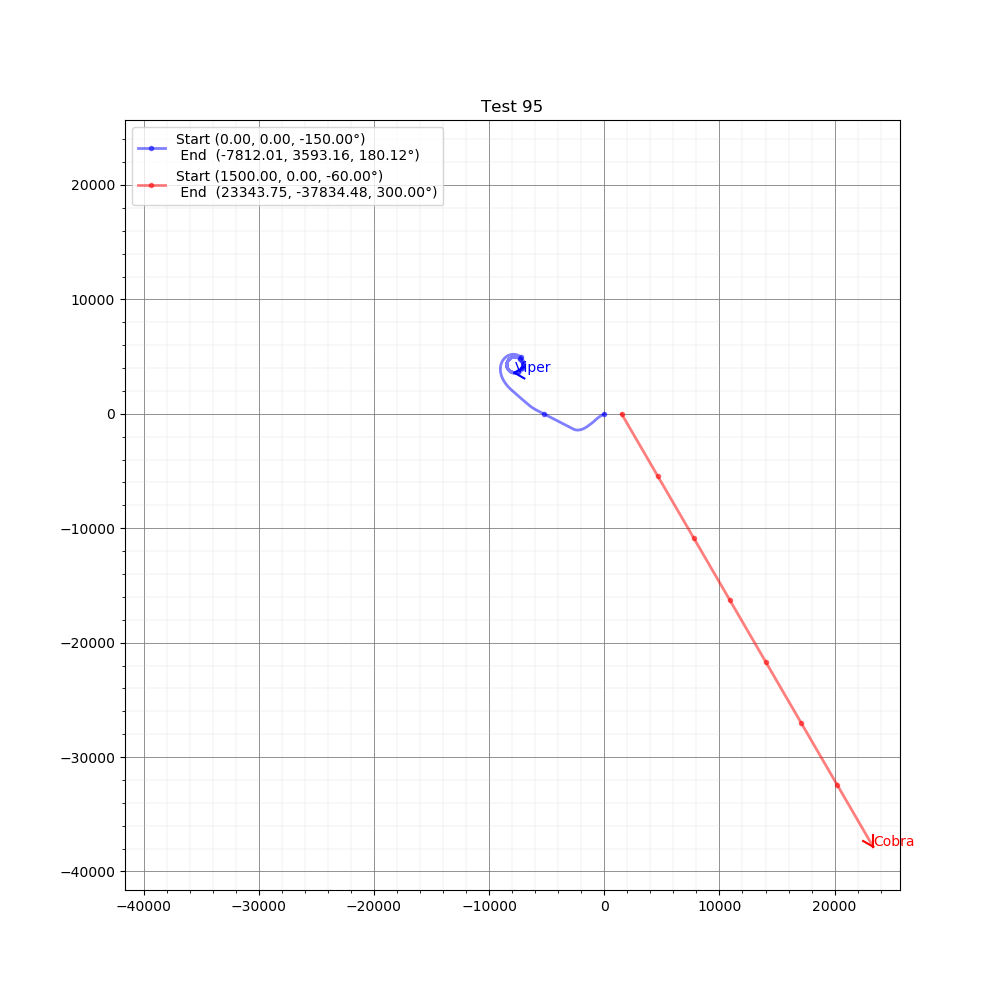 Test 95
Start (0.00, 0.00, -150.00°)
End  (-7812.01, 3593.16, 180.12°)
Start (1500.00, 0.00, -60.00°)
End  (23343.75, -37834.48, 300.00°)
20000
10000
0
−10000
−20000
−30000
−40000
Viper
Cobra
−40000
−30000
−20000
−10000
0
10000
20000